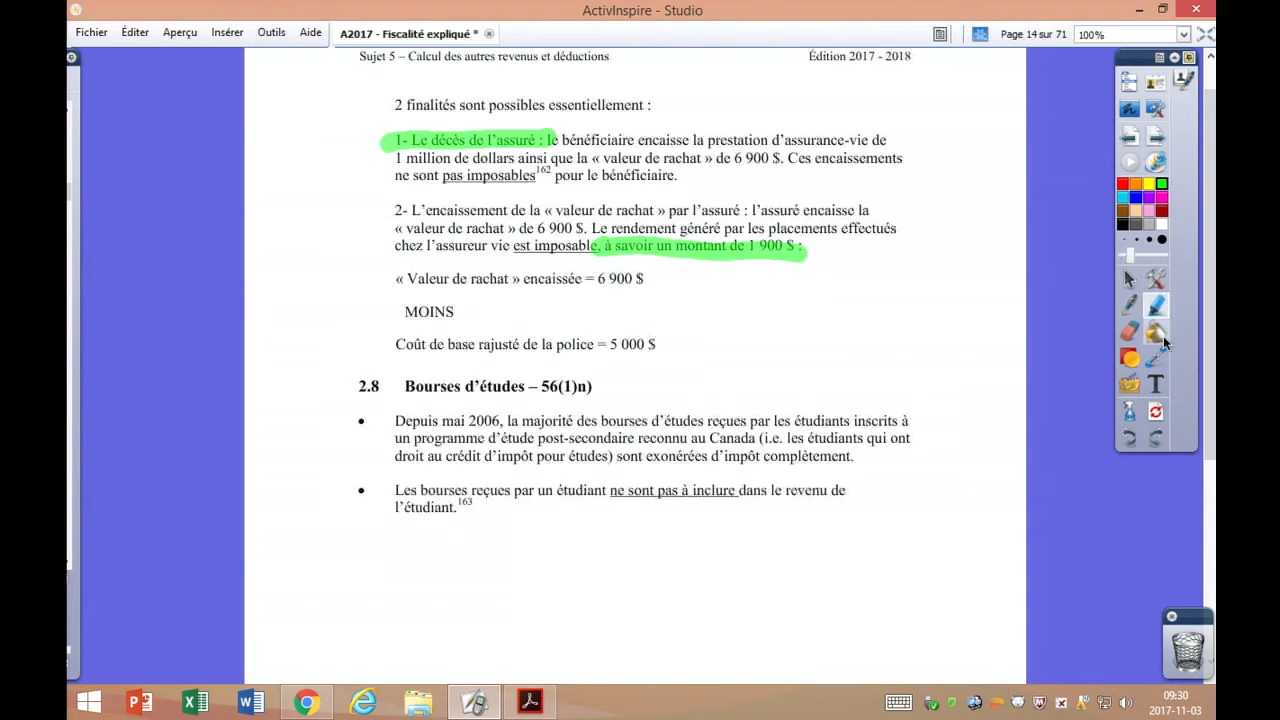 ActivInspire - Studio
Fichier Éditer Aperçu Insérer Outils Aide
A2017 - Fiscalité expliqué *
Page 14 sur 71
100%
Sujet 5 – Calcul des autres revenus et déductions
Édition 2017 - 2018
2 finalités sont possibles essentiellement :
1- Le décès de l’assuré : le bénéficiaire encaisse la prestation d’assurance-vie de
1 million de dollars ainsi que la « valeur de rachat » de 6 900 $. Ces encaissements
ne sont pas imposables162 pour le bénéficiaire.
2- L’encaissement de la « valeur de rachat » par l’assuré : l’assuré encaisse la
« valeur de rachat » de 6 900 $. Le rendement généré par les placements effectués
chez l’assureur vie est imposable, à savoir un montant de 1 900 $ :
« Valeur de rachat » encaissée = 6 900 $
MOINS
Coût de base rajusté de la police = 5 000 $
2.8 Bourses d’études – 56(1)n)
• Depuis mai 2006, la majorité des bourses d’études reçues par les étudiants inscrits à
un programme d’étude post-secondaire reconnu au Canada (i.e. les étudiants qui ont
droit au crédit d’impôt pour études) sont exonérées d’impôt complètement.
• Les bourses reçues par un étudiant ne sont pas à inclure dans le revenu de
l’étudiant.163
09:30
2017-11-03